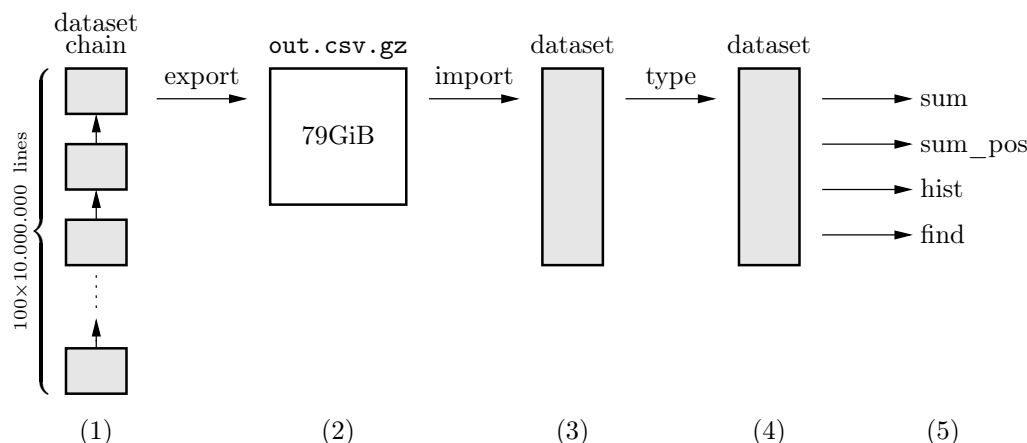 dataset
chain
out.csv.gz
dataset
dataset
export
import
type
79GiB
100×10.000.000 lines
sum
sum_pos
hist
find
(1)
(2)
(3)
(4)
(5)